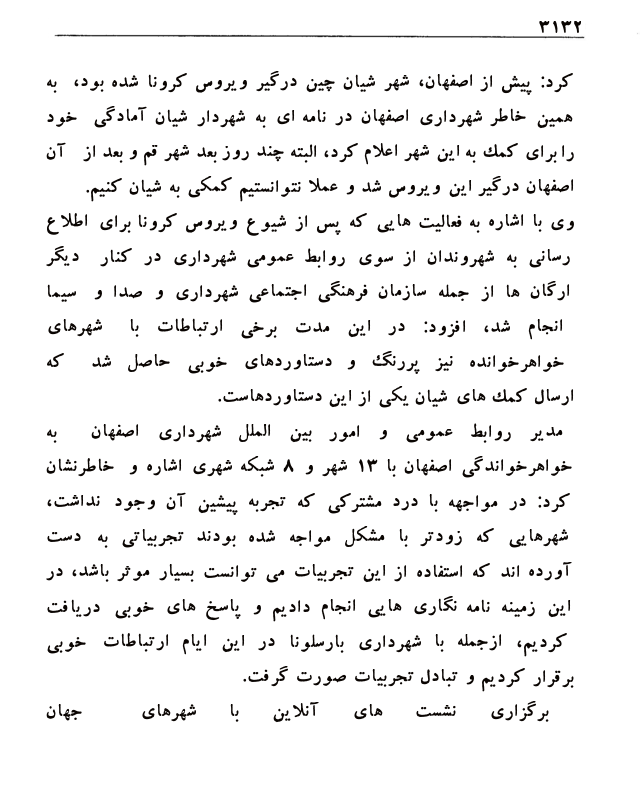 ۳۱۳۲
کرد: پیش از اصفهان، شهر شیان چین درگیر ویروس کرونا شده بود، به
همین خاطر شهرداری اصفهان در نامه ای به شهردار شیان آمادگی خود
را برای کمك به این شهر اعلام کرد، البته چند روز بعد شهر قم و بعد از آن
اصفهان درگیر این ویروس شد و عملا نتوانستیم کمکی به شیان کنیم.
وی با اشاره به فعالیت هایی که پس از شیوع ویروس کرونا برای اطلاع
رسانی به شهروندان از سوی روابط عمومی شهرداری در کنار دیگر
ارگان ها از جمله سازمان فرهنگی اجتماعی شهرداری و صدا و سیما
انجام شد، افزود: در این مدت برخی ارتباطات با شهرهای
خواهرخوانده نیز پررنگ و دستاوردهای خوبی حاصل شد که
ارسال کمك های شیان یکی از این دستاوردهاست.
مدیر روابط عمومی و امور بین الملل شهرداری اصفهان به
خواهرخواندگی اصفهان با ۱۳ شهر و ۸ شبکه شهری اشاره و خاطرنشان
کرد: در مواجهه با درد مشترکی که تجربه پیشین آن وجود نداشت،
شهرهایی که زودتر با مشکل مواجه شده بودند تجربیاتی به دست
آورده اند که استفاده از این تجربیات می توانست بسیار موثر باشد، در
این زمینه نامه نگاری هایی انجام دادیم و پاسخ های خوبی دریافت
کردیم، ازجمله با شهرداری بارسلونا در این ایام ارتباطات خوبی
برقرار کردیم و تبادل تجربیات صورت گرفت.
برگزاری نشست های آنلاین با شهرهای جهان